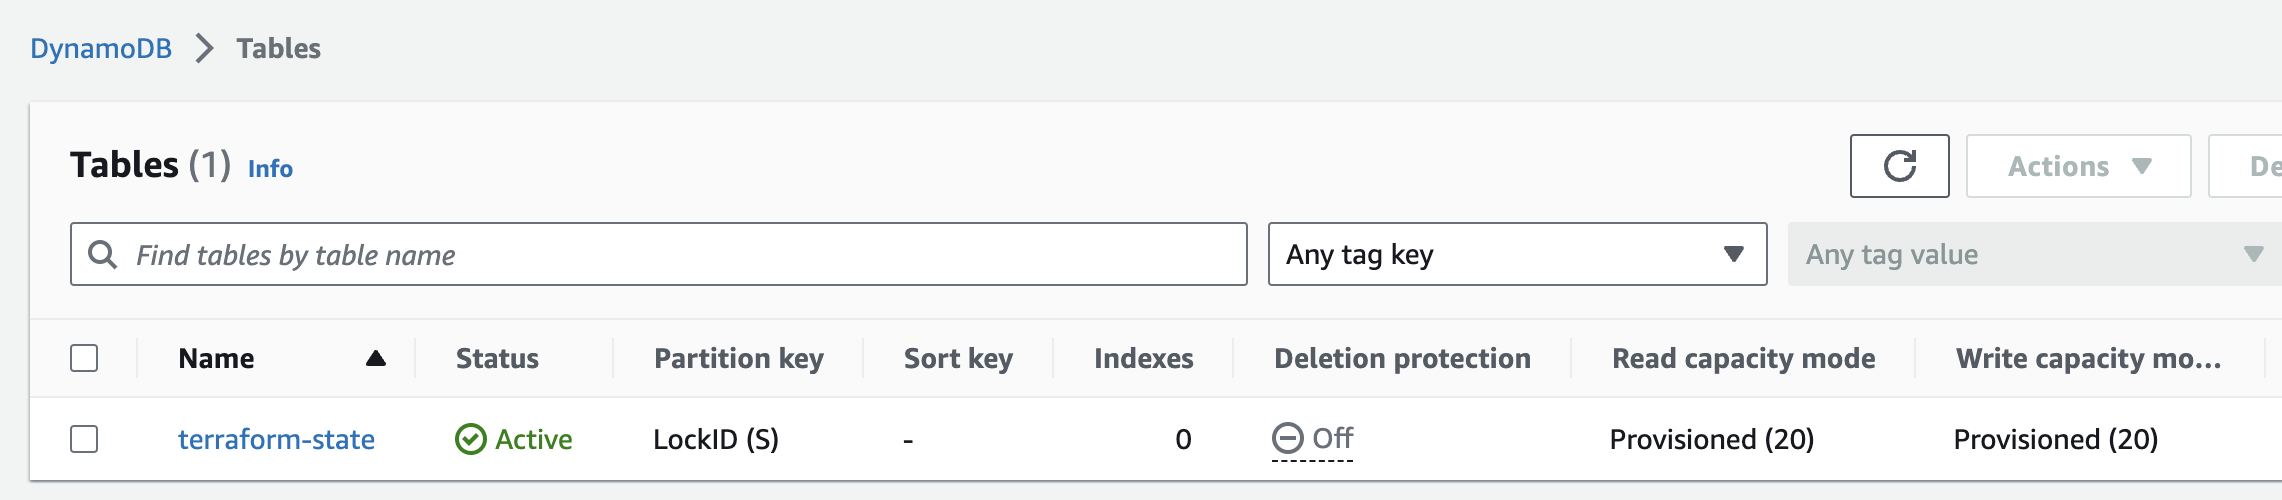 DynamoDB > Tables
Tables (1) Info
Actions De
Find tables by table name Any tag key Any tag value
Name Status Partition key Sort key Indexes Deletion protection Read capacity mode Write capacity mo...
terraform-state Active LockID (S) - 0 Off Provisioned (20) Provisioned (20)